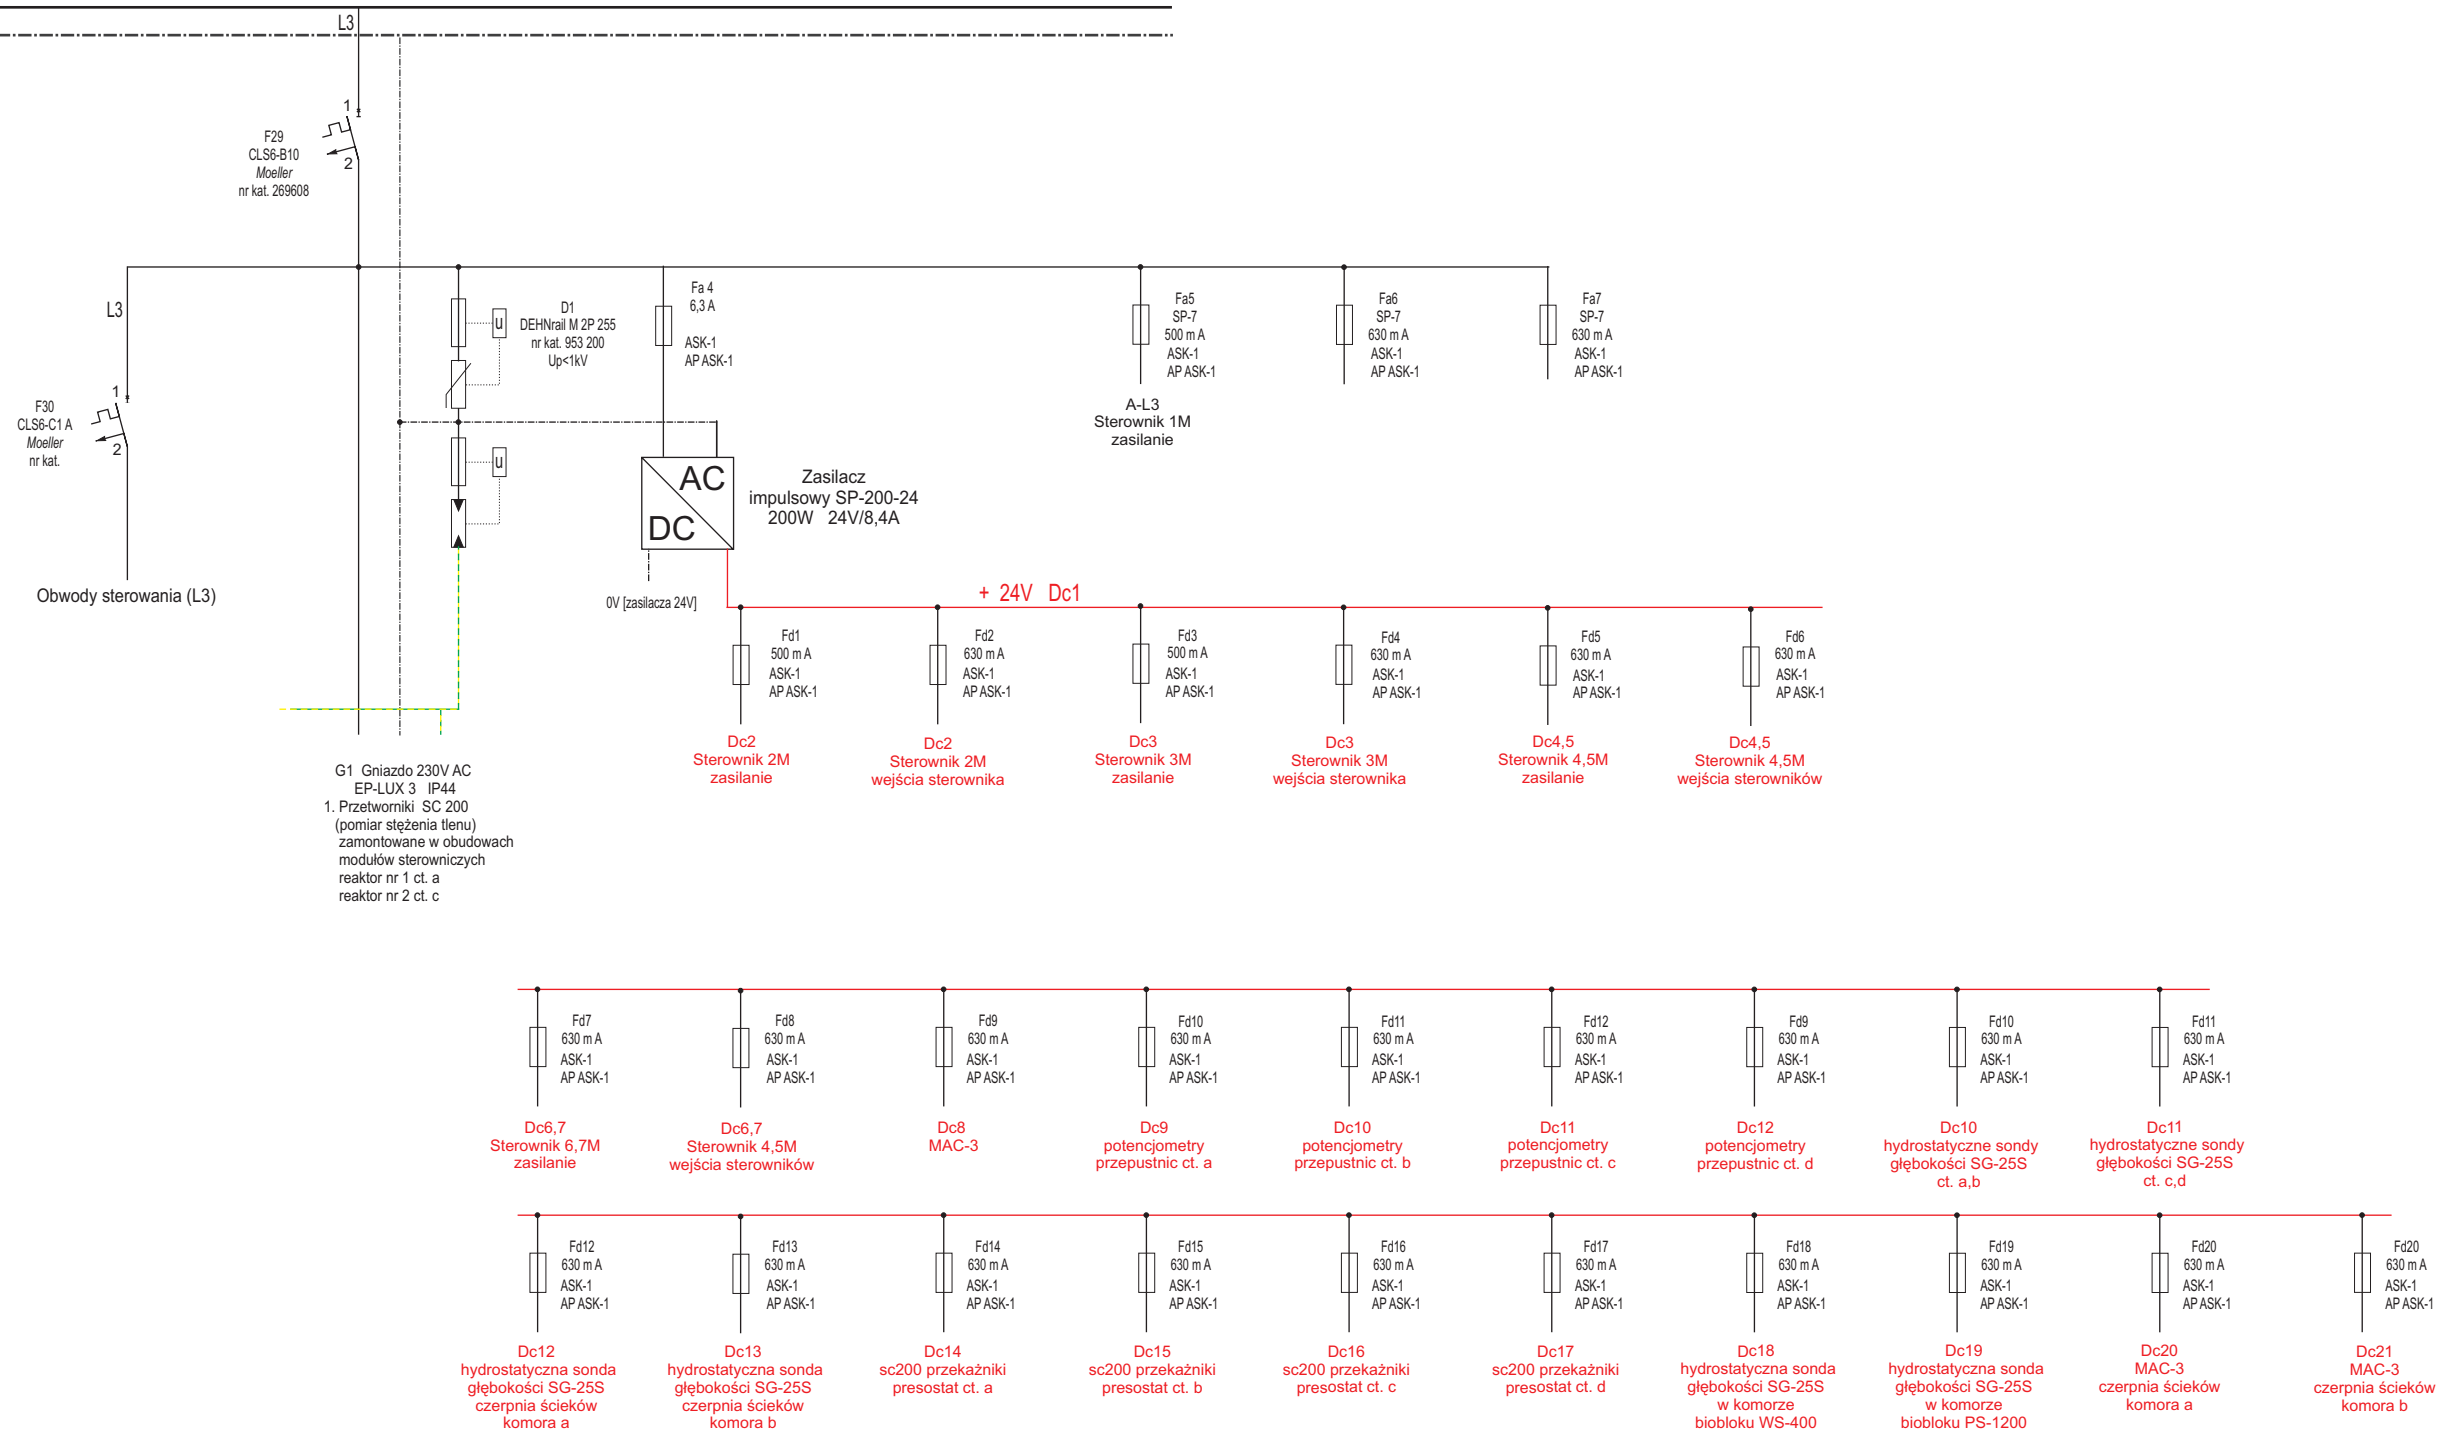 L3
1
F29
CLS6-B10
Moeller
nr kat. 269608
2
L3
1
F30
CLS6-C1 A
Moeller
nr kat.
2
Obwody sterowania (L3)
u
D1
DEHNrail M 2P 255
nr kat. 953 200
Up<1kV
u
Fa 4
6,3 A
ASK-1
AP ASK-1
Fa5
SP-7
500 m A
ASK-1
AP ASK-1
A-L3
Sterownik 1M
zasilanie
Fa6
SP-7
630 m A
ASK-1
AP ASK-1
Fa7
SP-7
630 m A
ASK-1
AP ASK-1
AC
DC
Zasilacz
impulsowy SP-200-24
200W 24V/8,4A
0V [zasilacza 24V]
+ 24V Dc1
Fd1
500 m A
ASK-1
AP ASK-1
Dc2
Sterownik 2M
zasilanie
Fd2
630 m A
ASK-1
AP ASK-1
Dc2
Sterownik 2M
wejścia sterownika
Fd3
500 m A
ASK-1
AP ASK-1
Dc3
Sterownik 3M
zasilanie
Fd4
630 m A
ASK-1
AP ASK-1
Dc3
Sterownik 3M
wejścia sterownika
Fd5
630 m A
ASK-1
AP ASK-1
Dc4,5
Sterownik 4,5M
zasilanie
Fd6
630 m A
ASK-1
AP ASK-1
Dc4,5
Sterownik 4,5M
wejścia sterowników
G1 Gniazdo 230V AC
EP-LUX 3 IP44
1. Przetworniki SC 200
(pomiar stężenia tlenu)
zamontowane w obudowach
modułów sterowniczych
reaktor nr 1 ct. a
reaktor nr 2 ct. c
Fd7
630 m A
ASK-1
AP ASK-1
Dc6,7
Sterownik 6,7M
zasilanie
Fd8
630 m A
ASK-1
AP ASK-1
Dc6,7
Sterownik 4,5M
wejścia sterowników
Fd9
630 m A
ASK-1
AP ASK-1
Dc8
MAC-3
Fd10
630 m A
ASK-1
AP ASK-1
Dc9
potencjometry
przepustnic ct. a
Fd11
630 m A
ASK-1
AP ASK-1
Dc10
potencjometry
przepustnic ct. b
Fd12
630 m A
ASK-1
AP ASK-1
Dc11
potencjometry
przepustnic ct. c
Fd9
630 m A
ASK-1
AP ASK-1
Dc12
potencjometry
przepustnic ct. d
Fd10
630 m A
ASK-1
AP ASK-1
Dc10
hydrostatyczne sondy
głębokości SG-25S
ct. a,b
Fd11
630 m A
ASK-1
AP ASK-1
Dc11
hydrostatyczne sondy
głębokości SG-25S
ct. c,d
Fd12
630 m A
ASK-1
AP ASK-1
Dc12
hydrostatyczna sonda
głębokości SG-25S
czerpnia ścieków
komora a
Fd13
630 m A
ASK-1
AP ASK-1
Dc13
hydrostatyczna sonda
głębokości SG-25S
czerpnia ścieków
komora b
Fd14
630 m A
ASK-1
AP ASK-1
Dc14
sc200 przekażniki
presostat ct. a
Fd15
630 m A
ASK-1
AP ASK-1
Dc15
sc200 przekażniki
presostat ct. b
Fd16
630 m A
ASK-1
AP ASK-1
Dc16
sc200 przekażniki
presostat ct. c
Fd17
630 m A
ASK-1
AP ASK-1
Dc17
sc200 przekażniki
presostat ct. d
Fd18
630 m A
ASK-1
AP ASK-1
Dc18
hydrostatyczna sonda
głębokości SG-25S
w komorze
biobloku WS-400
Fd19
630 m A
ASK-1
AP ASK-1
Dc19
hydrostatyczna sonda
głębokości SG-25S
w komorze
biobloku PS-1200
Fd20
630 m A
ASK-1
AP ASK-1
Dc20
MAC-3
czerpnia ścieków
komora a
Fd20
630 m A
ASK-1
AP ASK-1
Dc21
MAC-3
czerpnia ścieków
komora b